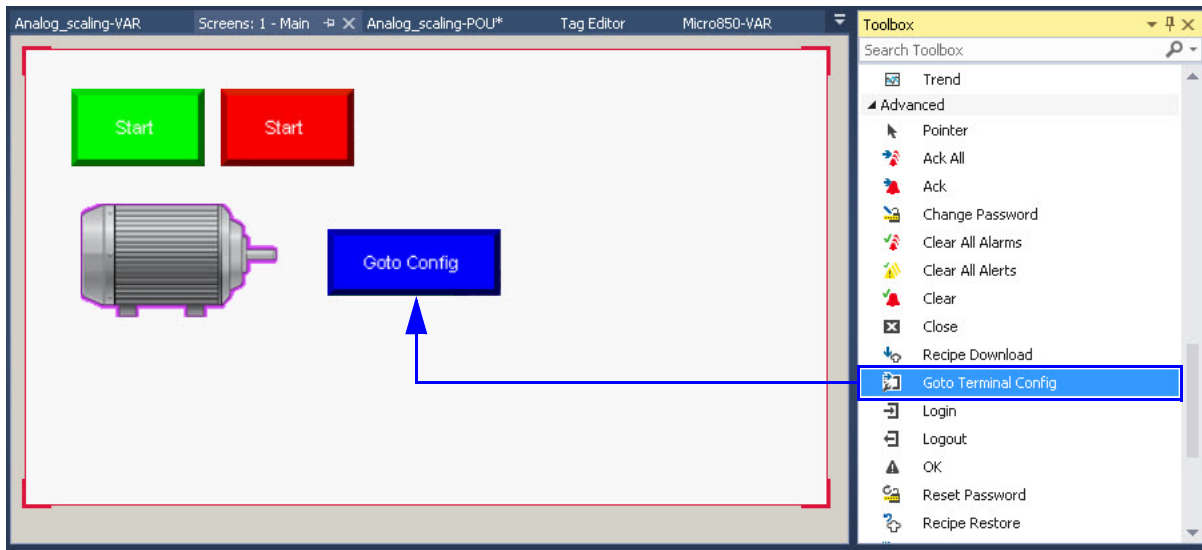 Analog_scaling-VAR Screens: 1 - Main Analog_scaling-POU* Tag Editor Micro850-VAR
Start Start
Goto Config
Toolbox
Search Toolbox
Trend
Advanced
Pointer
Ack All
Ack
Change Password
Clear All Alarms
Clear All Alerts
Clear
Close
Recipe Download
Goto Terminal Config
Login
Logout
OK
Reset Password
Recipe Restore